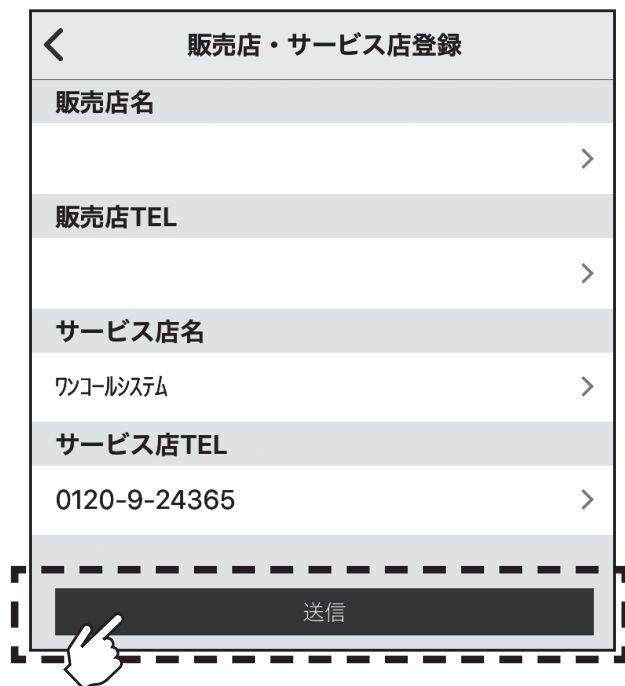 販売店・サービス店登録
販売店名
販売店TEL
サービス店名
ﾜﾝｺｰﾙｼｽﾃﾑ
サービス店TEL
0120-9-24365
送信